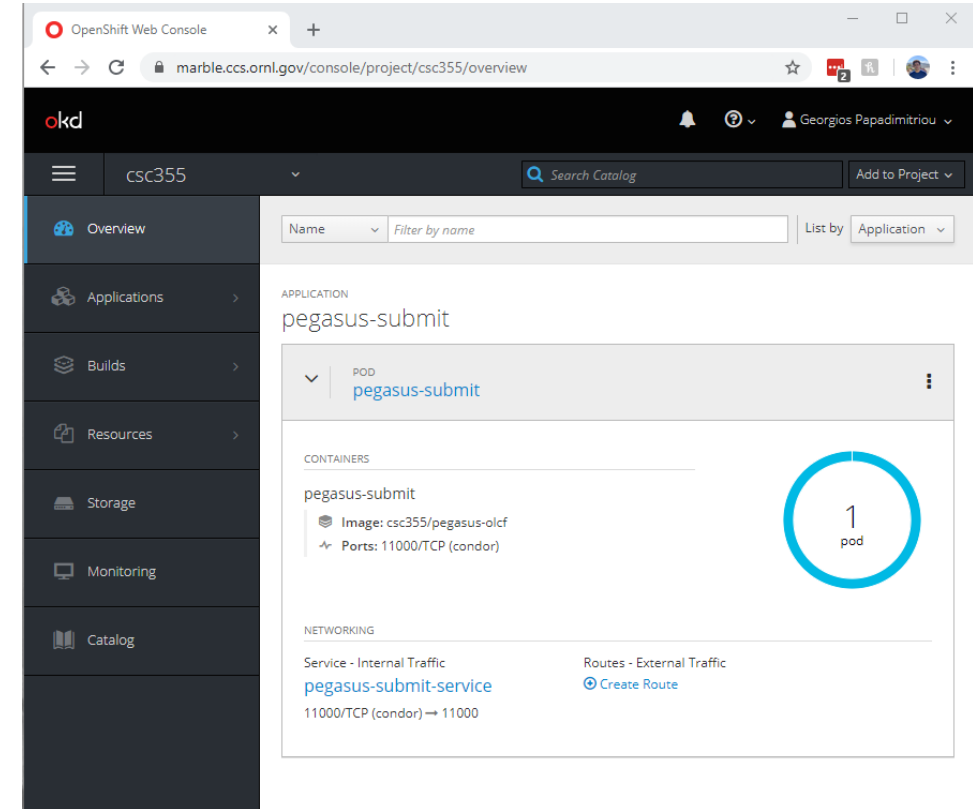 OpenShift Web Console
marble.ccs.ornl.gov/console/project/csc355/overview
2
okd
Georgios Papadimitriou
csc355
Search Catalog
Add to Project
Overview
Name
Filter by name
List by
Application
Applications
Builds
Resources
Storage
Monitoring
Catalog
APPLICATION
pegasus-submit
POD
pegasus-submit
CONTAINERS
pegasus-submit
Image: csc355/pegasus-olcf
Ports: 11000/TCP (condor)
1
pod
NETWORKING
Service - Internal Traffic
pegasus-submit-service
11000/TCP (condor) → 11000
Routes - External Traffic
Create Route